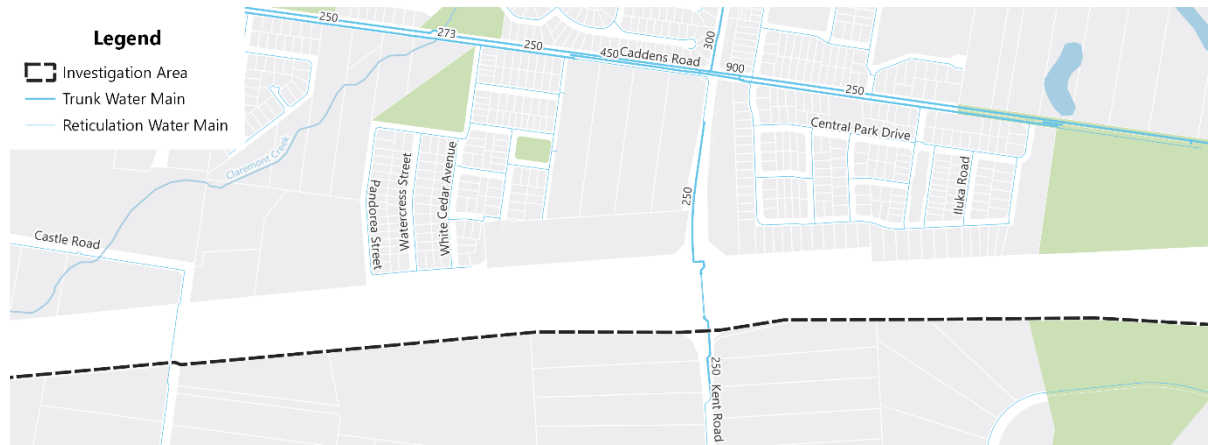 Legend
Investigation Area
Trunk Water Main
Reticulation Water Main
250
273
250
450
Caddens Road
300
900
250
Central Park Drive
Claremont Creek
Pandorea Street
Watercress Street
White Cedar Avenue
250
Iluka Road
Castle Road
250
Kent Road